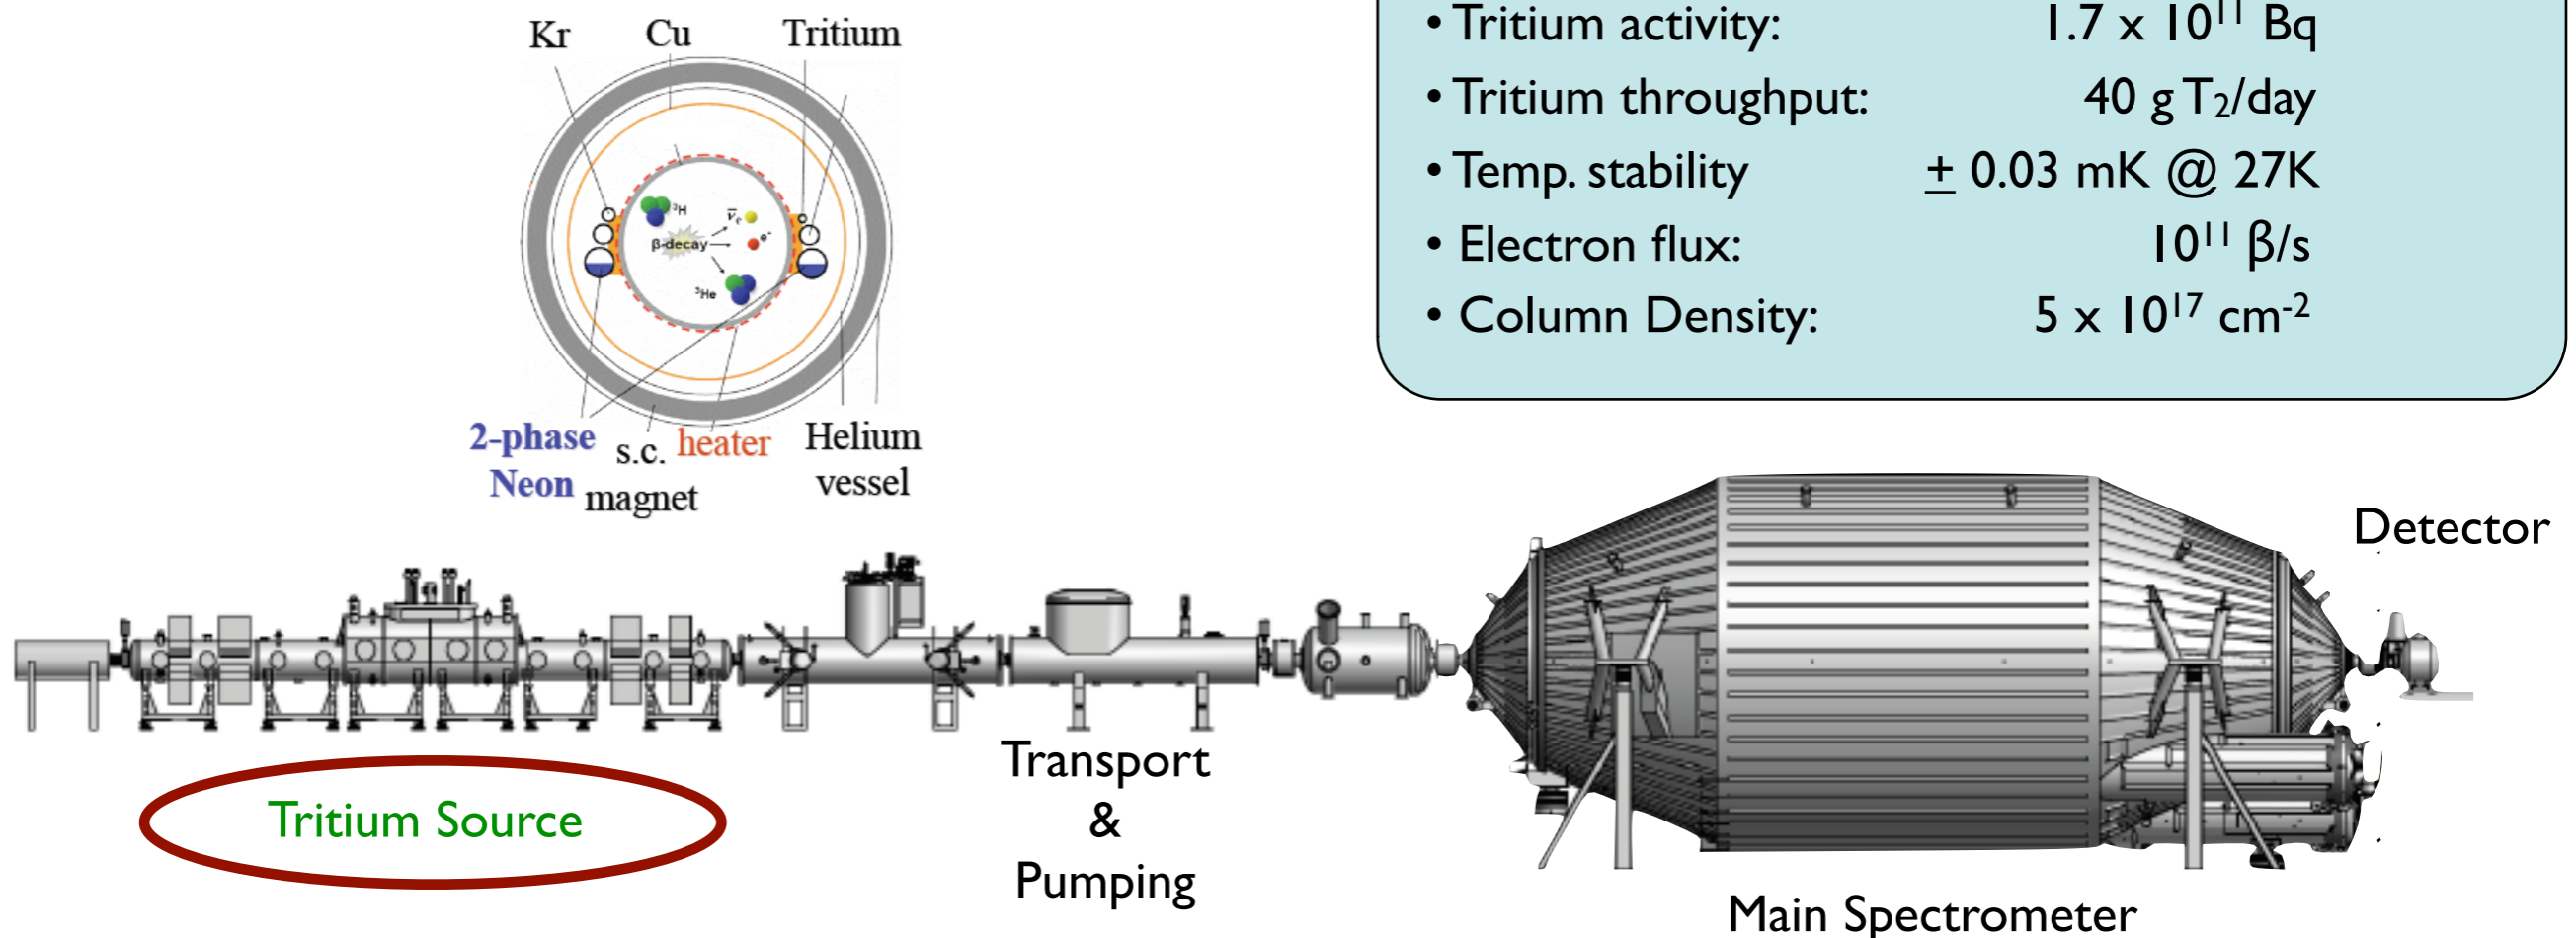 Kr Cu Tritium
³H
ν̄e
β-decay
e⁻
³He
2-phase
Neon
s.c.
magnet
heater
Helium
vessel
• Tritium activity: 1.7 x 10¹¹ Bq
• Tritium throughput: 40 g T₂/day
• Temp. stability ± 0.03 mK @ 27K
• Electron flux: 10¹¹ β/s
• Column Density: 5 x 10¹⁷ cm⁻²
Detector
Tritium Source
Transport
&
Pumping
Main Spectrometer